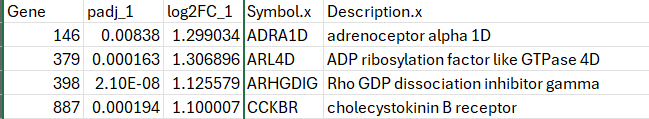 Gene padj_1 log2FC_1 Symbol.x Description.x
146 0.00838 1.299034 ADRA1D adrenoceptor alpha 1D
379 0.000163 1.306896 ARL4D ADP ribosylation factor like GTPase 4D
398 2.10E-08 1.125579 ARHGDIG Rho GDP dissociation inhibitor gamma
887 0.000194 1.100007 CCKBR cholecystokinin B receptor